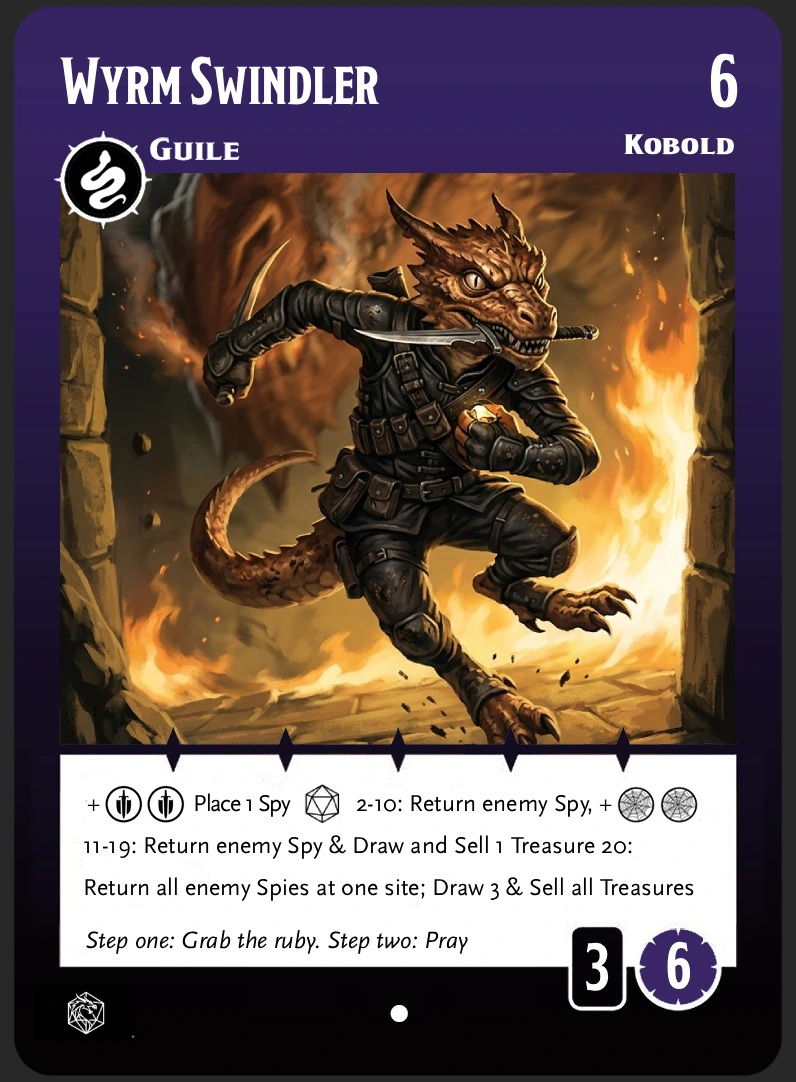 Wyrm Swindler 6
Guile Kobold
+ Place 1 Spy 2-10: Return enemy Spy, +
11-19: Return enemy Spy & Draw and Sell 1 Treasure 20:
Return all enemy Spies at one site; Draw 3 & Sell all Treasures
Step one: Grab the ruby. Step two: Pray
3 6